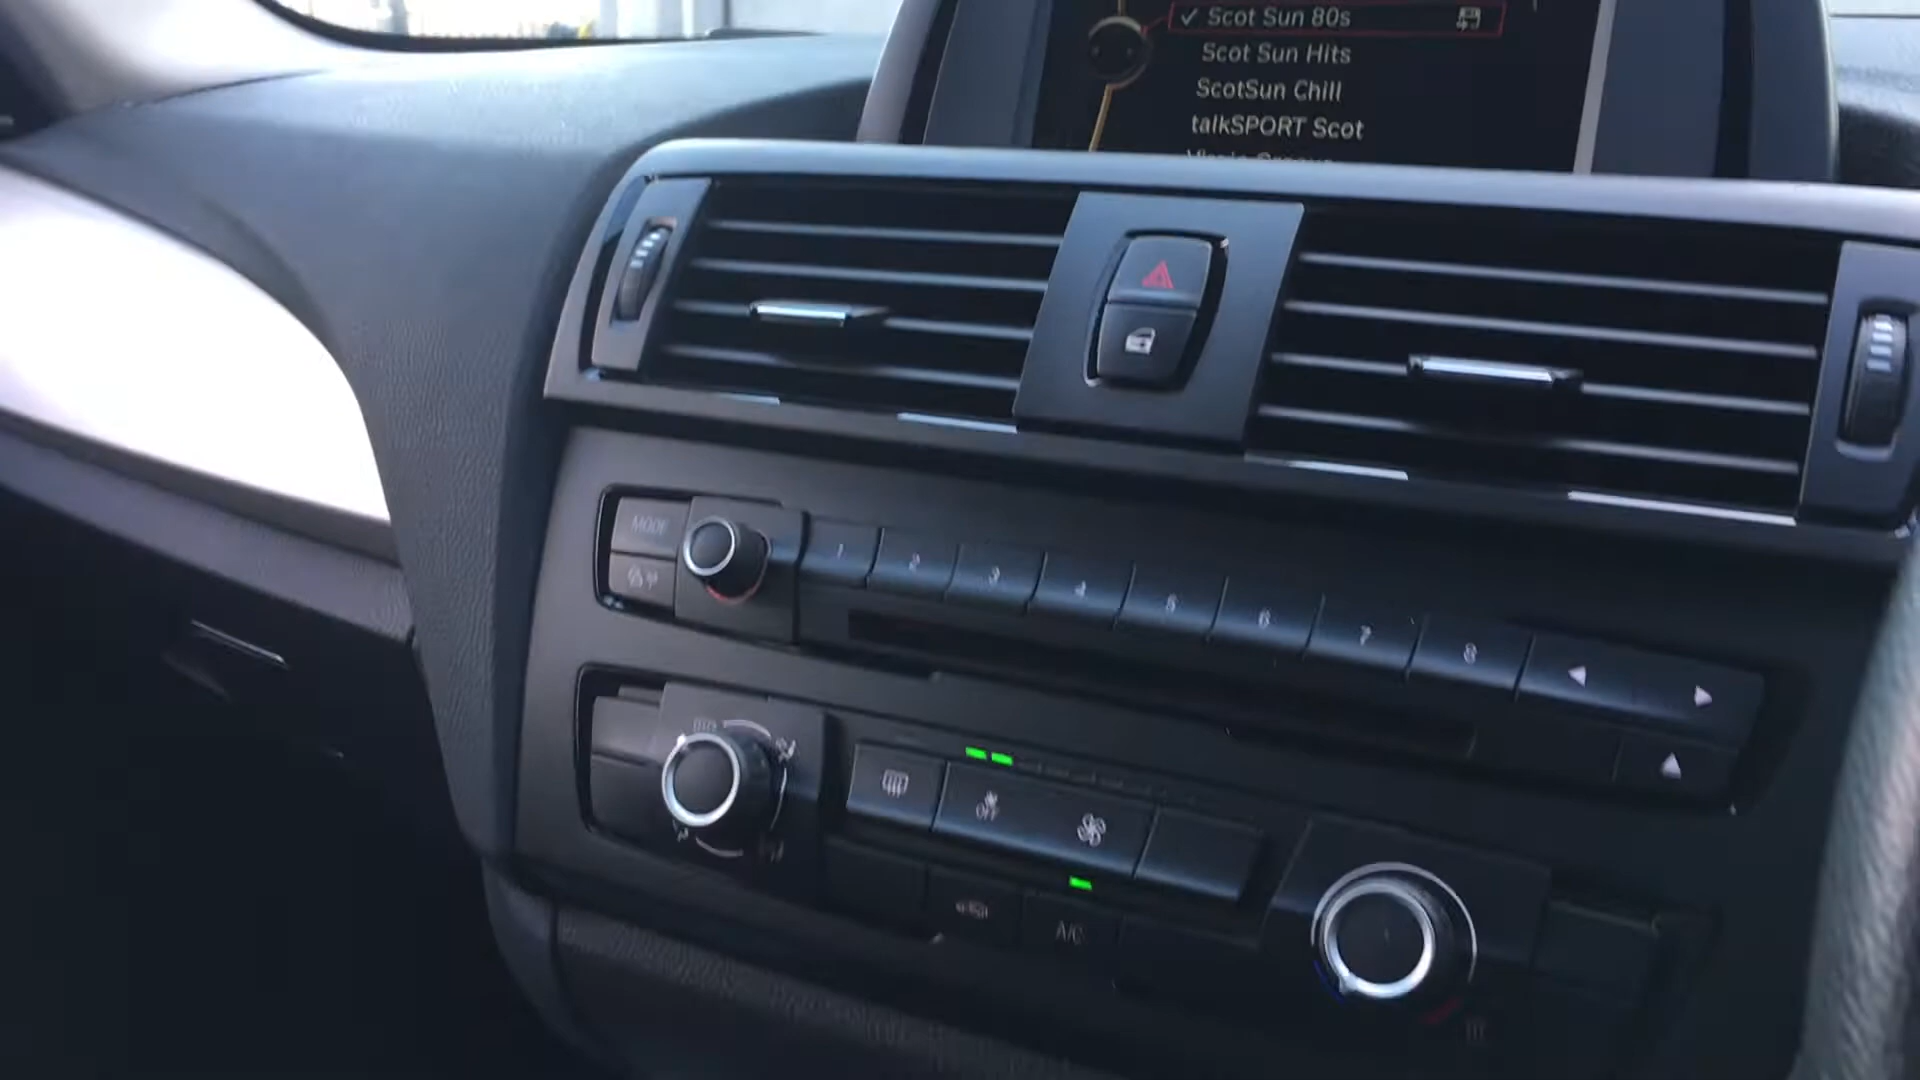 ✓ Scot Sun 80s
Scot Sun Hits
ScotSun Chill
talkSPORT Scot
MODE
1 2 3 4 5 6 7 8
OFF
A/C